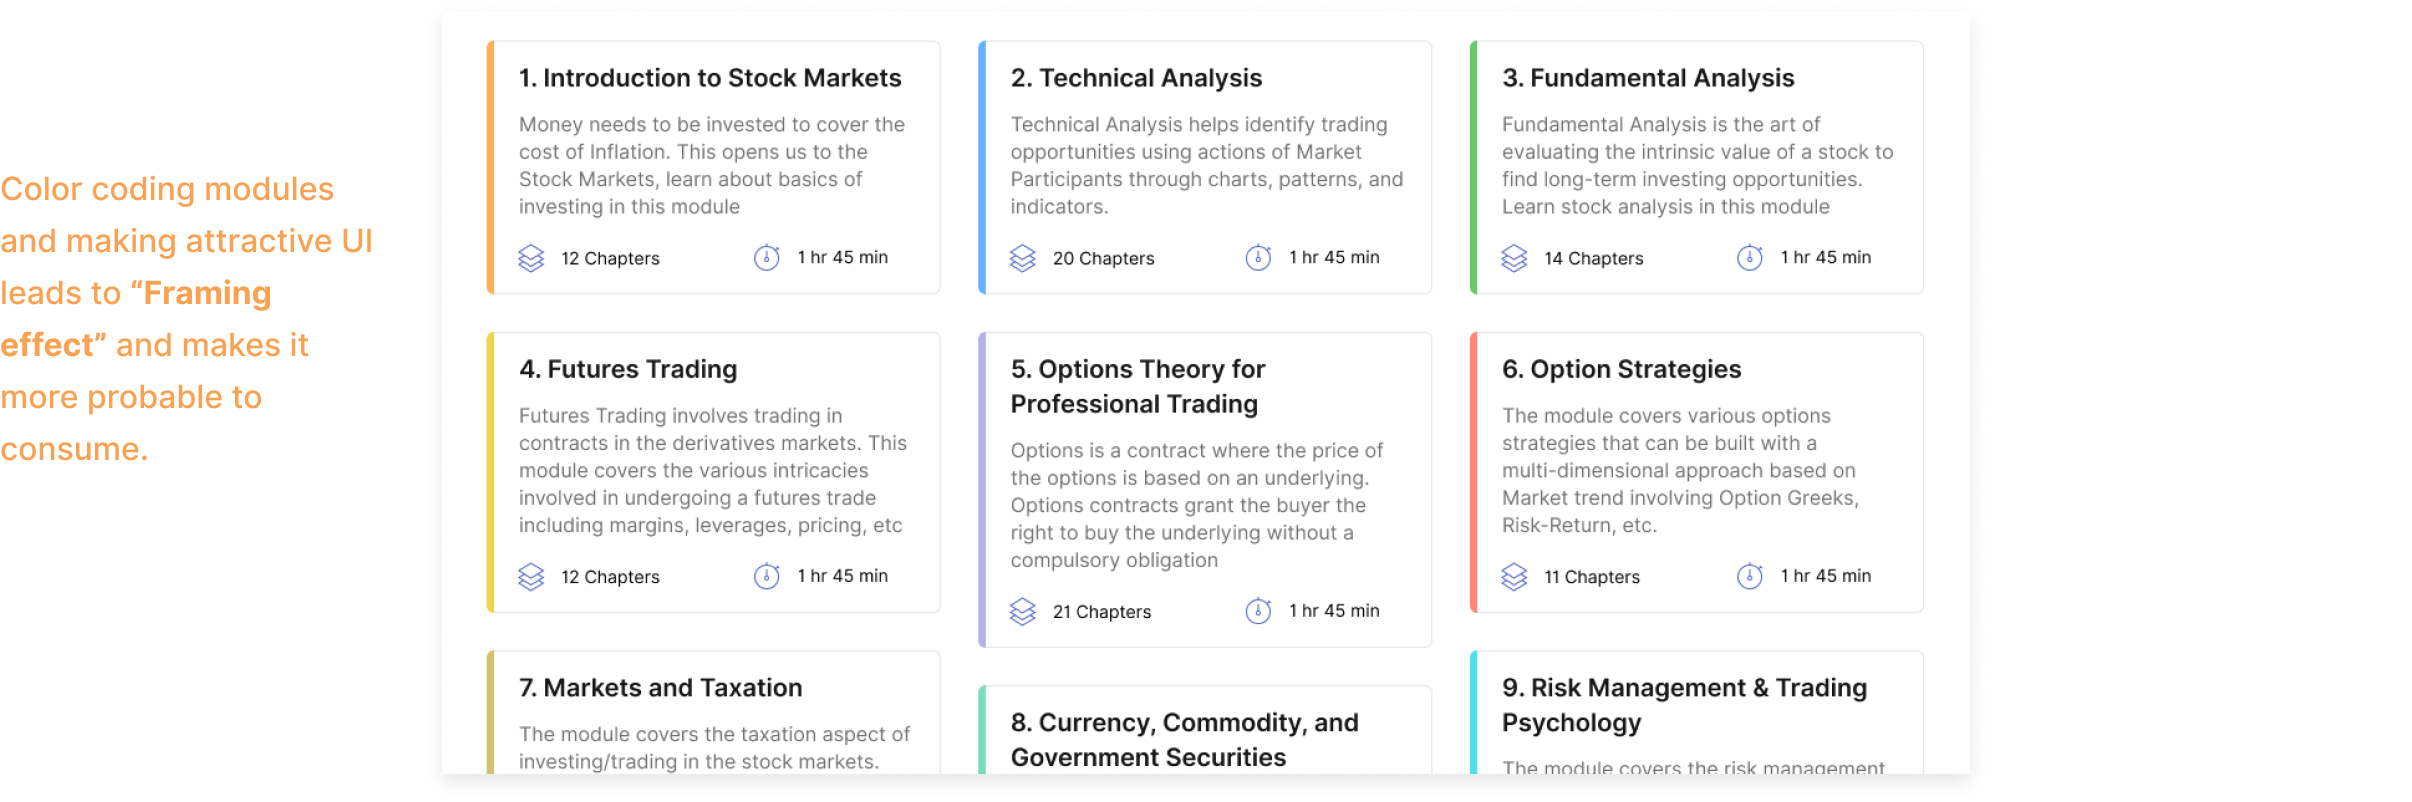 Color coding modules
and making attractive UI
leads to “Framing
effect” and makes it
more probable to
consume.
1. Introduction to Stock Markets
Money needs to be invested to cover the
cost of Inflation. This opens us to the
Stock Markets, learn about basics of
investing in this module
12 Chapters
1 hr 45 min
2. Technical Analysis
Technical Analysis helps identify trading
opportunities using actions of Market
Participants through charts, patterns, and
indicators.
20 Chapters
1 hr 45 min
3. Fundamental Analysis
Fundamental Analysis is the art of
evaluating the intrinsic value of a stock to
find long-term investing opportunities.
Learn stock analysis in this module
14 Chapters
1 hr 45 min
4. Futures Trading
Futures Trading involves trading in
contracts in the derivatives markets. This
module covers the various intricacies
involved in undergoing a futures trade
including margins, leverages, pricing, etc
12 Chapters
1 hr 45 min
5. Options Theory for
Professional Trading
Options is a contract where the price of
the options is based on an underlying.
Options contracts grant the buyer the
right to buy the underlying without a
compulsory obligation
21 Chapters
1 hr 45 min
6. Option Strategies
The module covers various options
strategies that can be built with a
multi-dimensional approach based on
Market trend involving Option Greeks,
Risk-Return, etc.
11 Chapters
1 hr 45 min
7. Markets and Taxation
The module covers the taxation aspect of
investing/trading in the stock markets.
8. Currency, Commodity, and
Government Securities
9. Risk Management & Trading
Psychology
The module covers the risk management